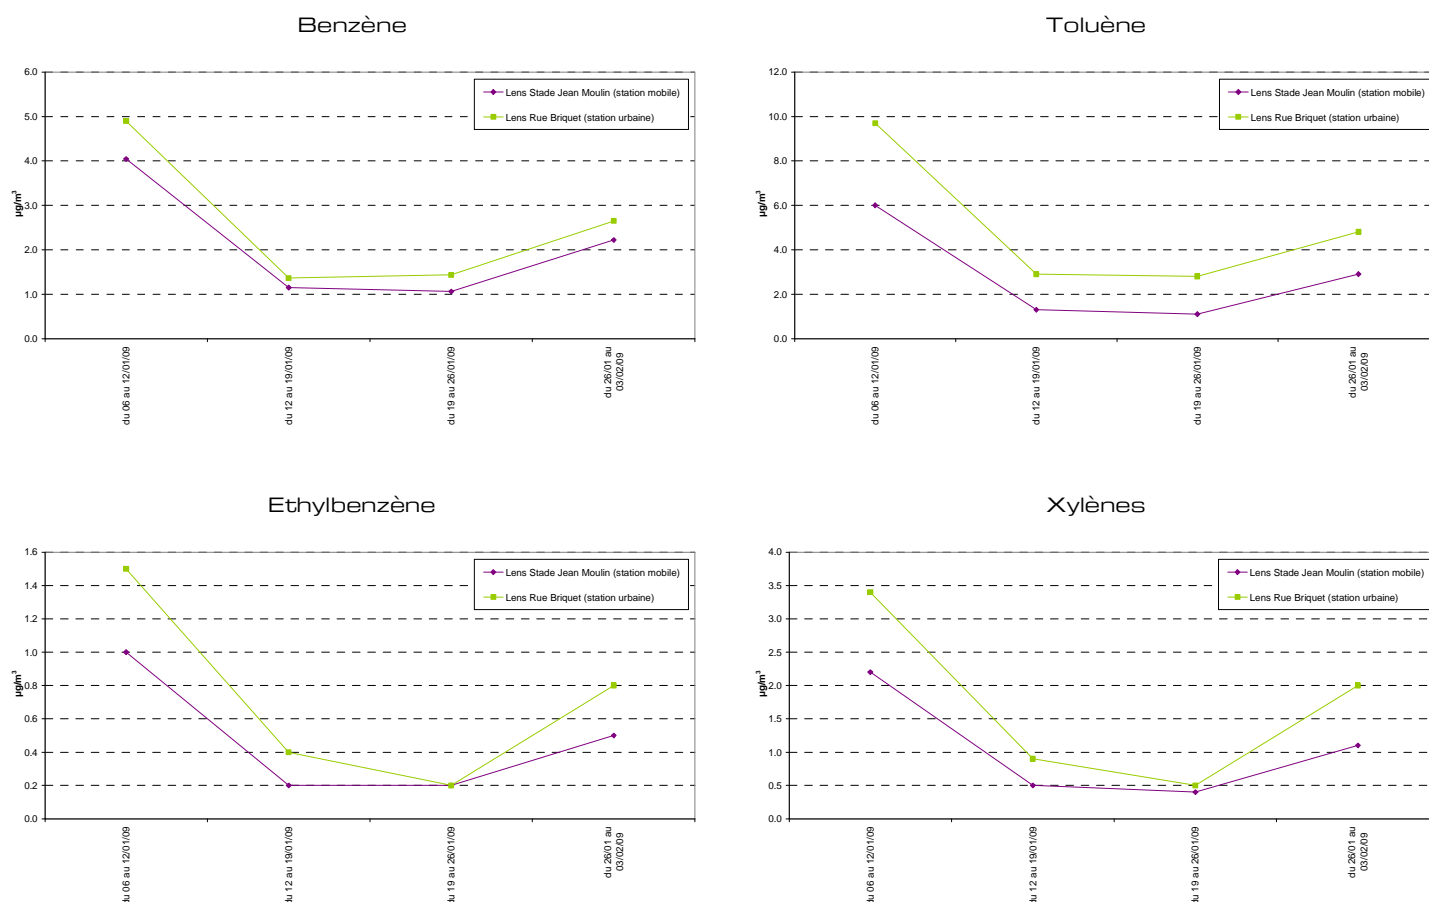 Benzène
6.0
5.0
4.0
3.0
2.0
1.0
0.0
µg/m³
Lens Stade Jean Moulin (station mobile)
Lens Rue Briquet (station urbaine)
du 06 au 12/01/09
du 12 au 19/01/09
du 19 au 26/01/09
du 26/01 au
03/02/09
Toluène
12.0
10.0
8.0
6.0
4.0
2.0
0.0
µg/m³
Lens Stade Jean Moulin (station mobile)
Lens Rue Briquet (station urbaine)
du 06 au 12/01/09
du 12 au 19/01/09
du 19 au 26/01/09
du 26/01 au
03/02/09
Ethylbenzène
1.6
1.4
1.2
1.0
0.8
0.6
0.4
0.2
0.0
µg/m³
Lens Stade Jean Moulin (station mobile)
Lens Rue Briquet (station urbaine)
du 06 au 12/01/09
du 12 au 19/01/09
du 19 au 26/01/09
du 26/01 au
03/02/09
Xylènes
4.0
3.5
3.0
2.5
2.0
1.5
1.0
0.5
0.0
µg/m³
Lens Stade Jean Moulin (station mobile)
Lens Rue Briquet (station urbaine)
du 06 au 12/01/09
du 12 au 19/01/09
du 19 au 26/01/09
du 26/01 au
03/02/09